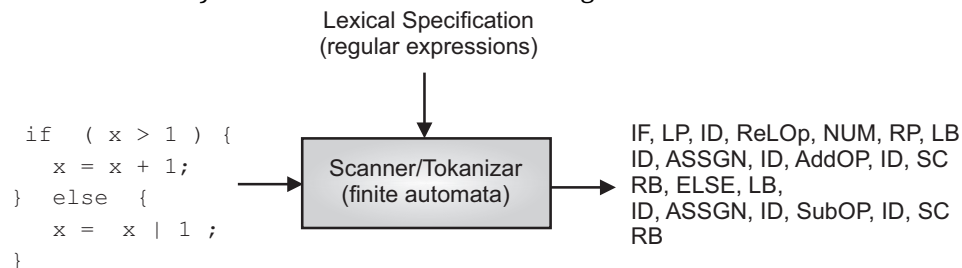 Lexical Specification
(regular expressions)
if ( x > 1 ) {
x = x + 1;
} else {
x = x | 1 ;
}
Scanner/Tokanizar
(finite automata)
IF, LP, ID, ReLOp, NUM, RP, LB
ID, ASSGN, ID, AddOP, ID, SC
RB, ELSE, LB,
ID, ASSGN, ID, SubOP, ID, SC
RB